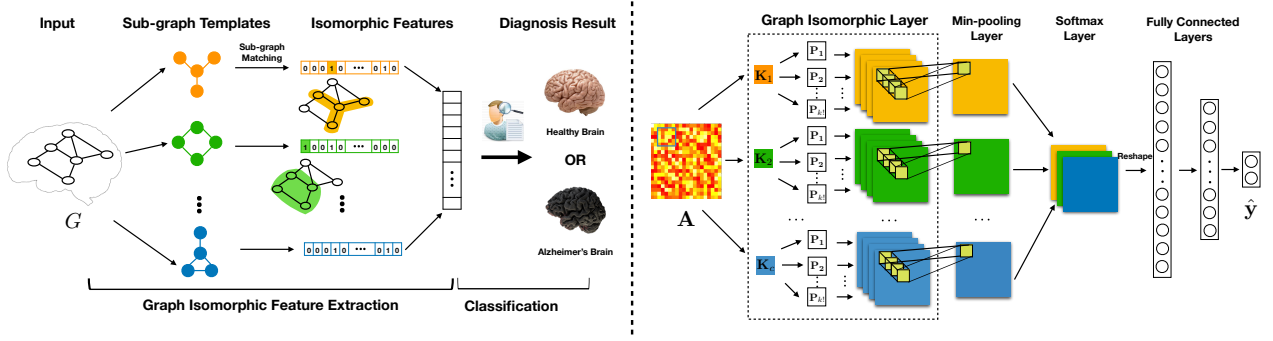 Input
Sub-graph Templates
Isomorphic Features
Diagnosis Result
Sub-graph
Matching
0 0 0 1 0 ••• 0 1 0
1 0 0 1 0 ••• 0 0 0
0 0 0 1 0 ••• 0 1 0
G
Healthy Brain
OR
Alzheimer's Brain
Graph Isomorphic Feature Extraction
Classification
Graph Isomorphic Layer
Min-pooling
Layer
Softmax
Layer
Fully Connected
Layers
A
K₁
P₁
P₂
Pₖ!
K₂
P₁
P₂
Pₖ!
...
...
K꜀
P₁
P₂
Pₖ!
Reshape
ŷ